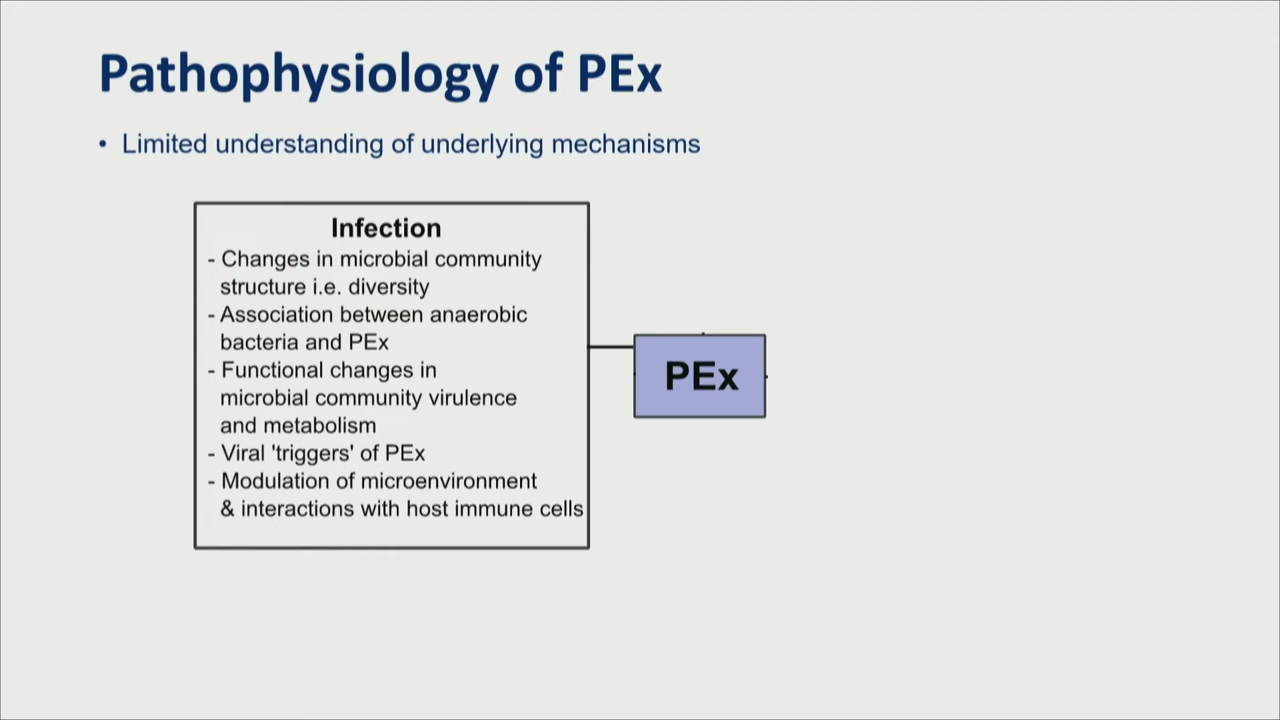 Pathophysiology of PEx
• Limited understanding of underlying mechanisms
Infection
- Changes in microbial community
structure i.e. diversity
- Association between anaerobic
bacteria and PEx
- Functional changes in
microbial community virulence
and metabolism
- Viral 'triggers' of PEx
- Modulation of microenvironment
& interactions with host immune cells
PEx